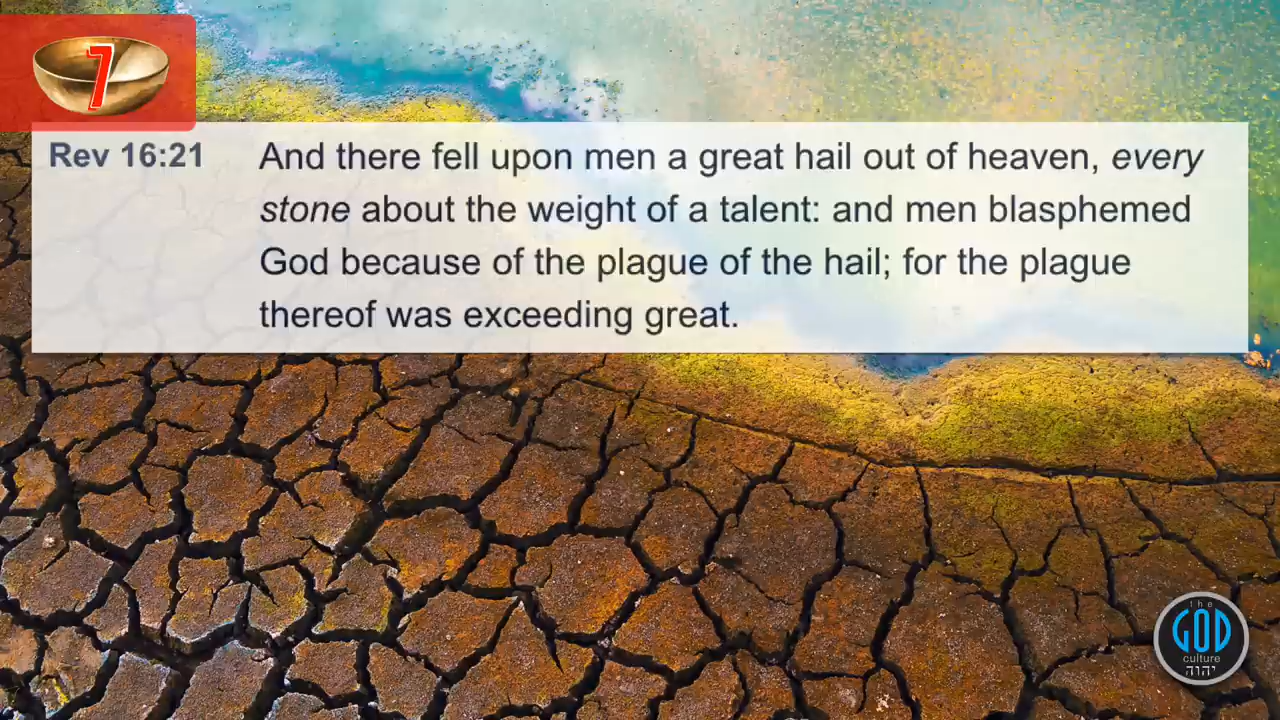 7
Rev 16:21
And there fell upon men a great hail out of heaven, every
stone about the weight of a talent: and men blasphemed
God because of the plague of the hail; for the plague
thereof was exceeding great.
the
GOD
culture
יהוה